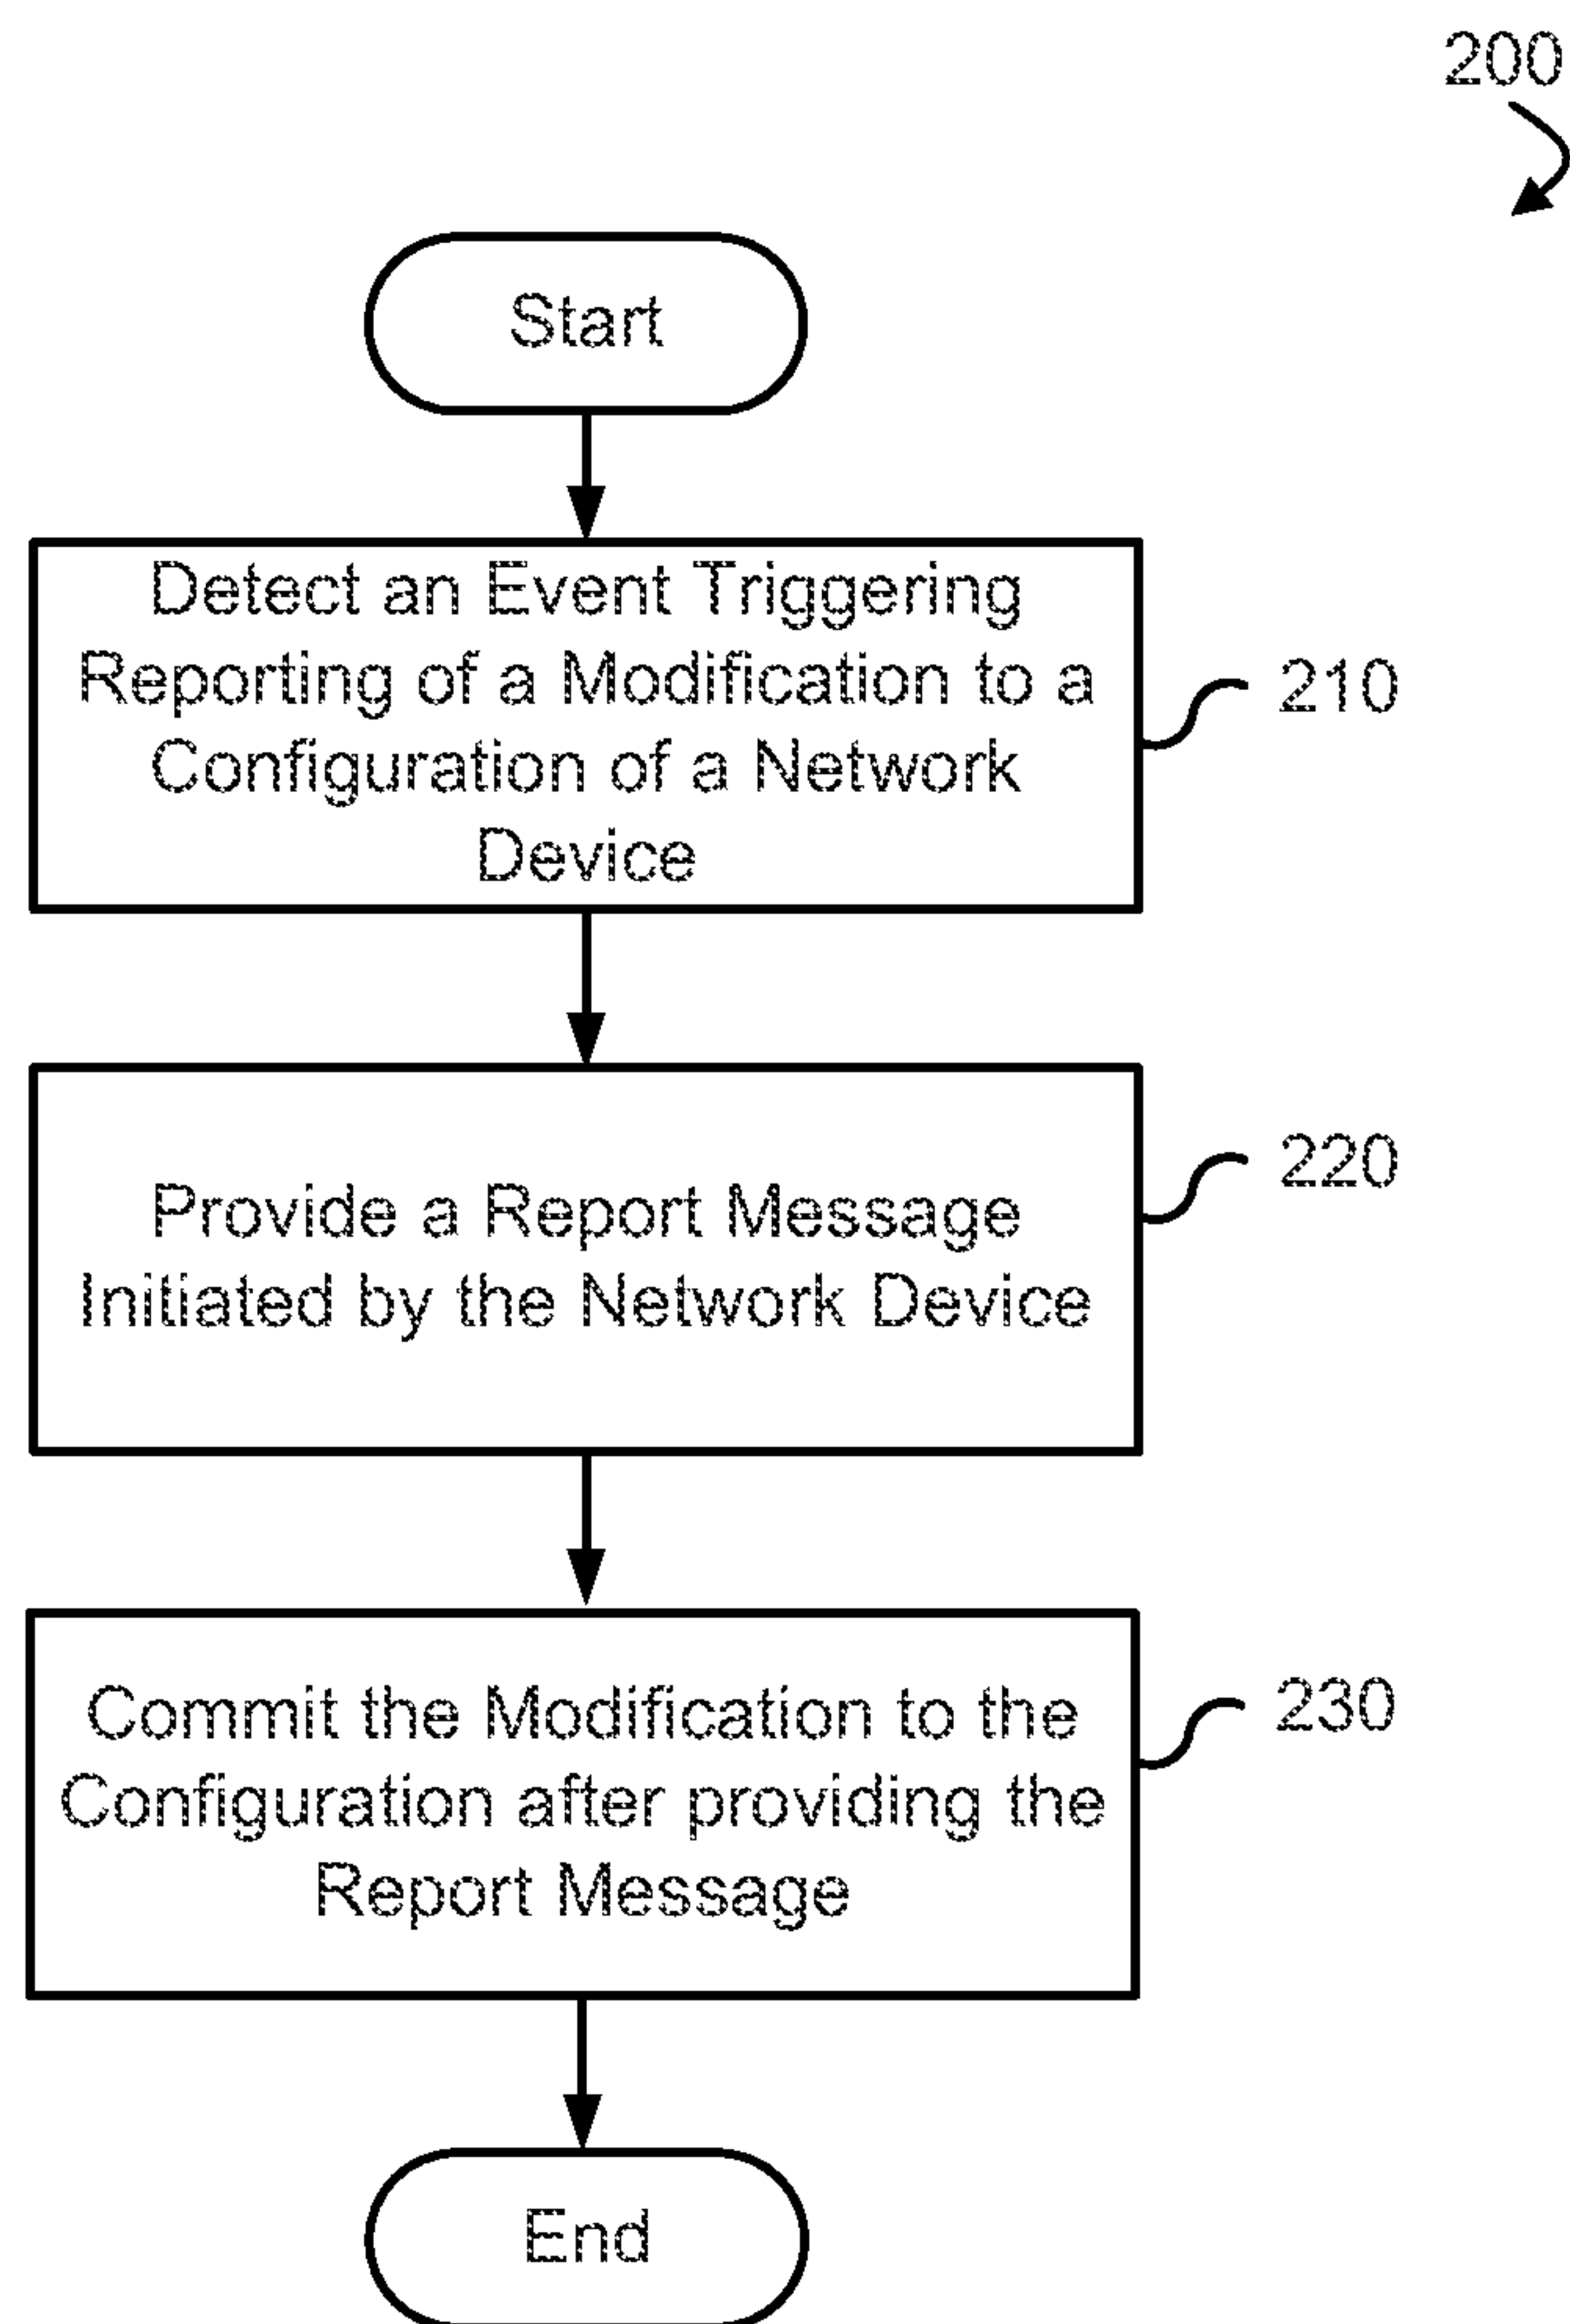 200
Start
Detect an Event Triggering
Reporting of a Modification to a
Configuration of a Network
Device
210
Provide a Report Message
Initiated by the Network Device
220
Commit the Modification to the
Configuration after providing the
Report Message
230
End